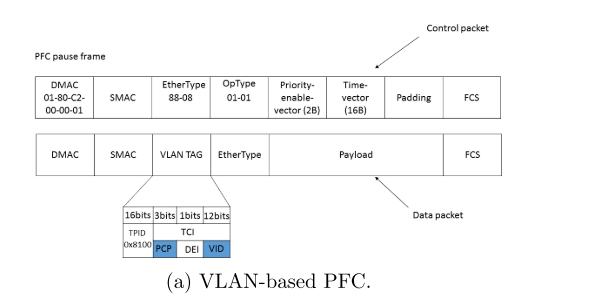 Control packet
PFC pause frame
DMAC
01-80-C2-
00-00-01
SMAC
EtherType
88-08
OpType
01-01
Priority-
enable-
vector (2B)
Time-
vector
(16B)
Padding
FCS
DMAC
SMAC
VLAN TAG
EtherType
Payload
FCS
16bits
3bits
1bits
12bits
TPID
0x8100
TCI
PCP
DEI
VID
Data packet
(a) VLAN-based PFC.